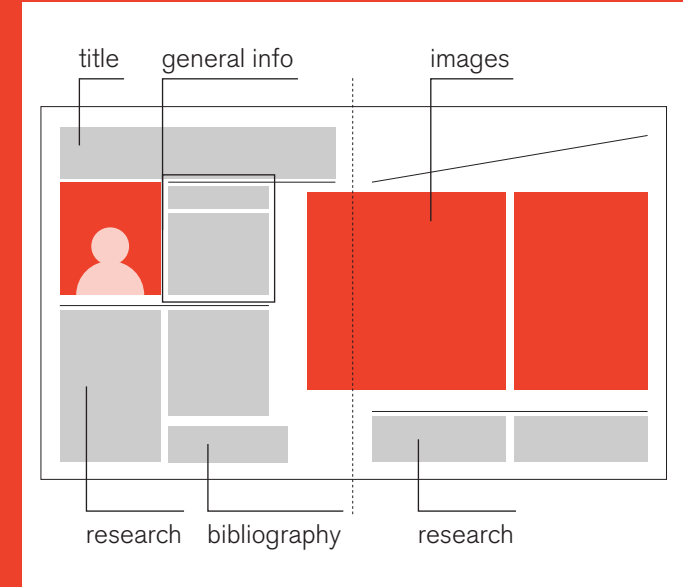 title
general info
images
research
bibliography
research